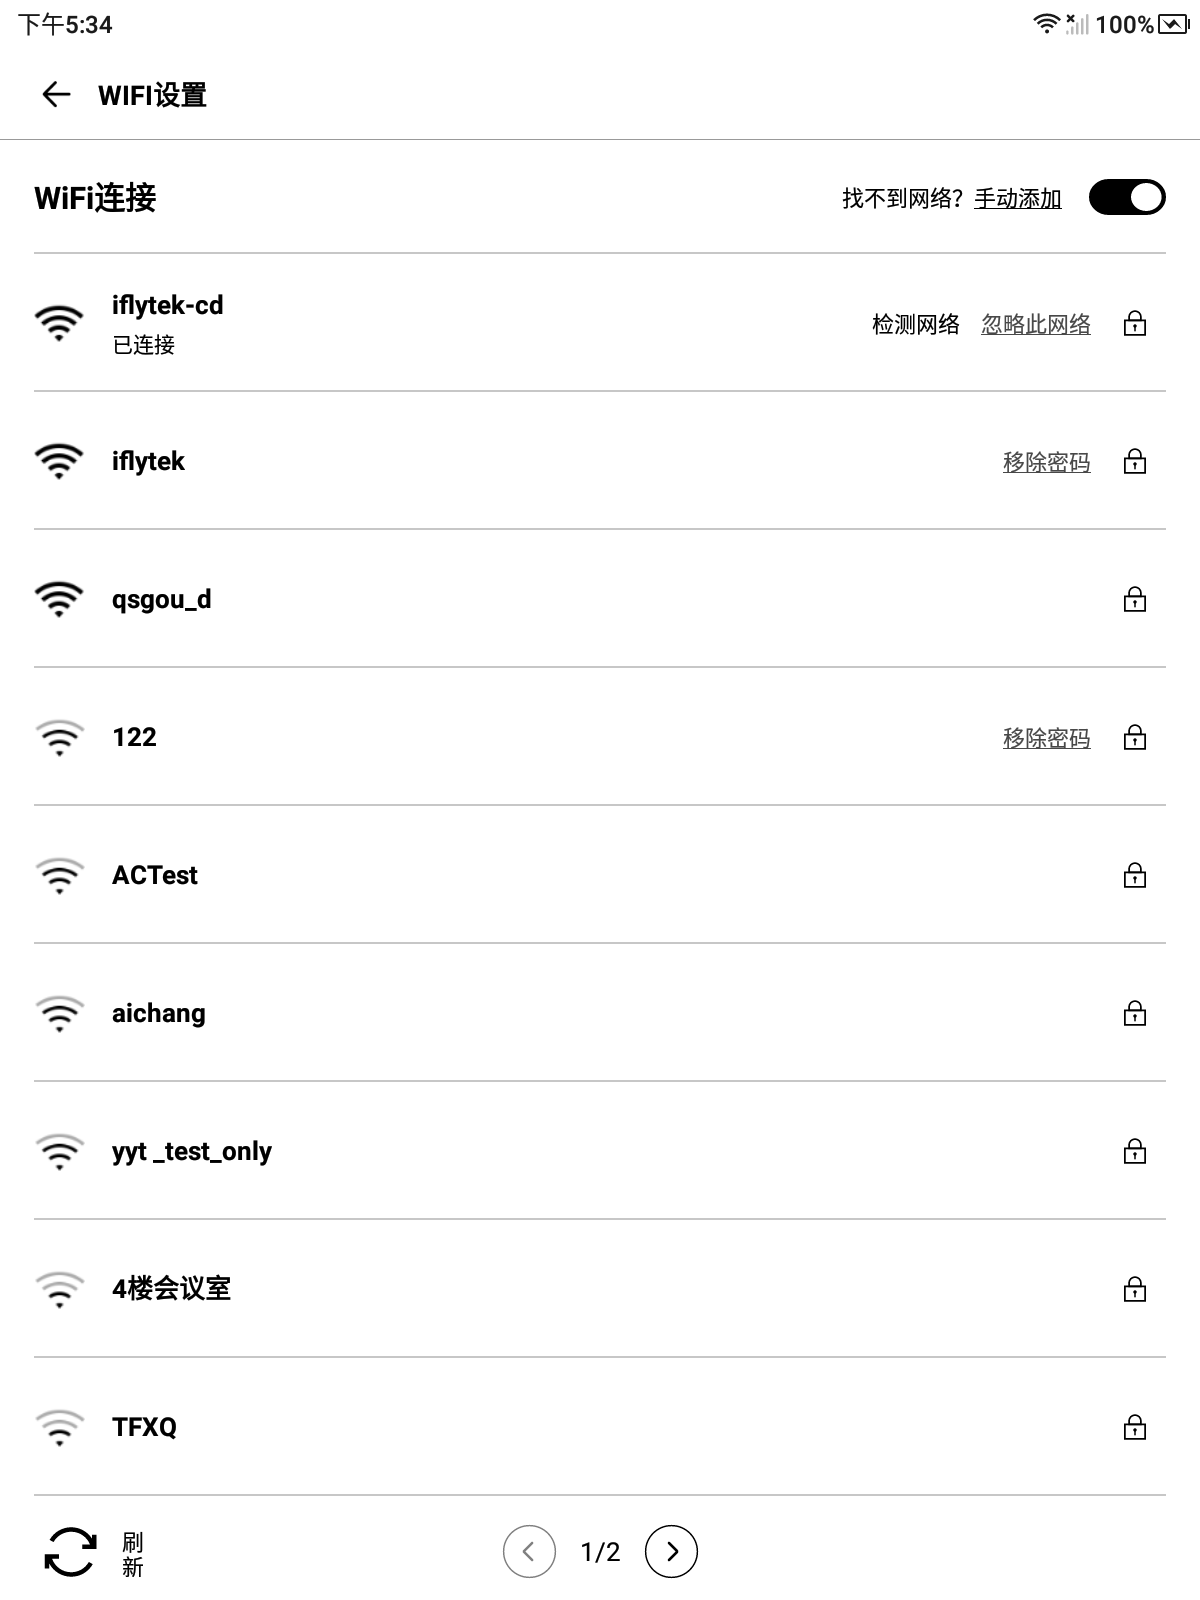 下午5:34
100%
WIFI设置
WiFi连接
找不到网络? 手动添加
iflytek-cd
已连接
检测网络 忽略此网络
iflytek
移除密码
qsgou_d
122
移除密码
ACTest
aichang
yyt _test_only
4楼会议室
TFXQ
刷
新
1/2